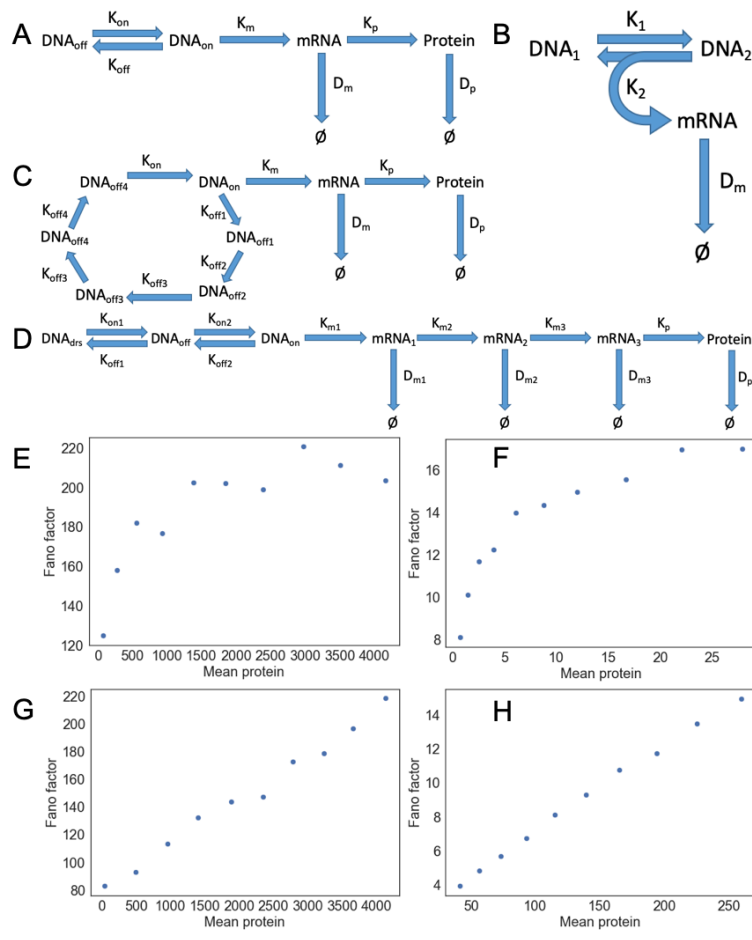 A
DNAoff
Kon
Koff
DNAon
Km
mRNA
Kp
Protein
Dm
Dp
Ø
Ø
B
DNA1
K1
DNA2
K2
mRNA
Dm
Ø
C
DNAoff4
Kon
DNAon
Km
mRNA
Kp
Protein
Koff4
Koff1
DNAoff4
DNAoff1
Koff3
Koff2
DNAoff3
Koff3
DNAoff2
Dm
Dp
Ø
Ø
D
DNAdrs
Kon1
Koff1
DNAoff
Kon2
Koff2
DNAon
Km1
mRNA1
Km2
mRNA2
Km3
mRNA3
Kp
Protein
Dm1
Dm2
Dm3
Dp
Ø
Ø
Ø
Ø
E
Fano factor
220
200
180
160
140
120
0 500 1000 1500 2000 2500 3000 3500 4000
Mean protein
F
Fano factor
16
14
12
10
8
0 5 10 15 20 25
Mean protein
G
Fano factor
220
200
180
160
140
120
100
80
0 500 1000 1500 2000 2500 3000 3500 4000
Mean protein
H
Fano factor
14
12
10
8
6
4
50 100 150 200 250
Mean protein